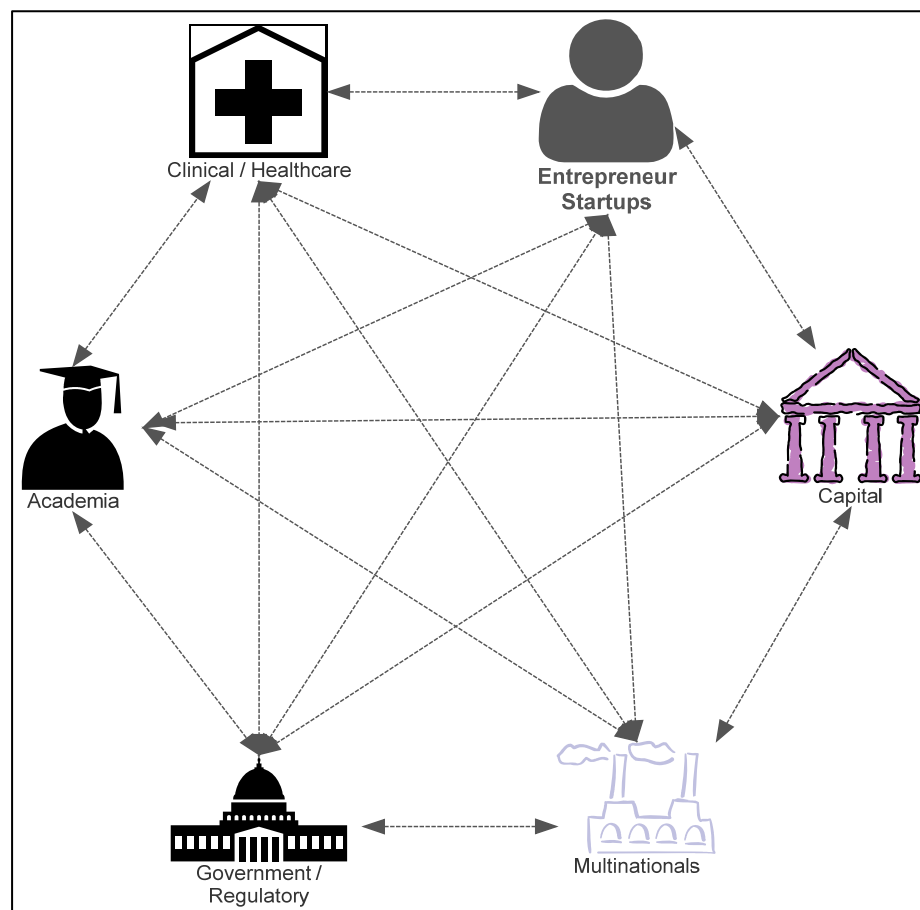 Clinical / Healthcare
Entrepreneur
Startups
Academia
Capital
Government /
Regulatory
Multinationals